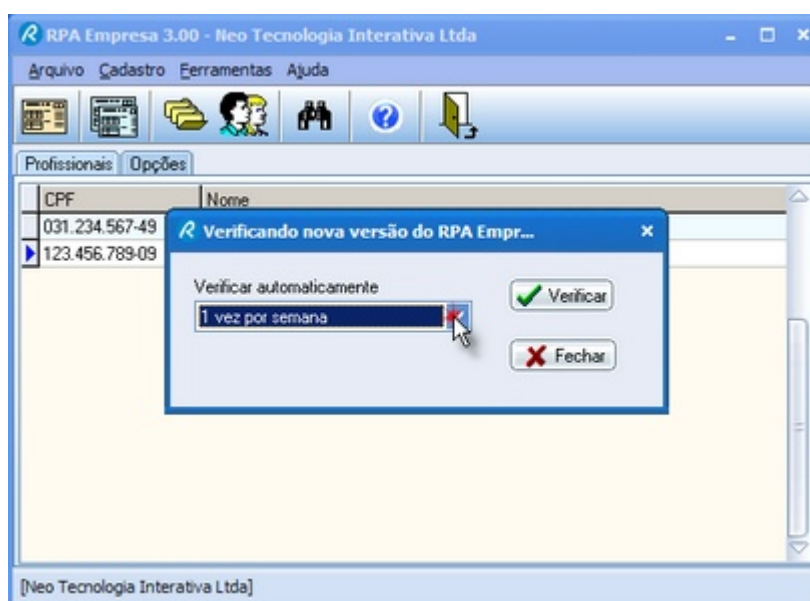 RPA Empresa 3.00 - Neo Tecnologia Interativa Ltda
Arquivo Cadastro Ferramentas Ajuda
Profissionais Opções
CPF Nome
031.234.567-49
123.456.789-09
Verificando nova versão do RPA Empr...
Verificar automaticamente
1 vez por semana
Verificar
Fechar
[Neo Tecnologia Interativa Ltda]